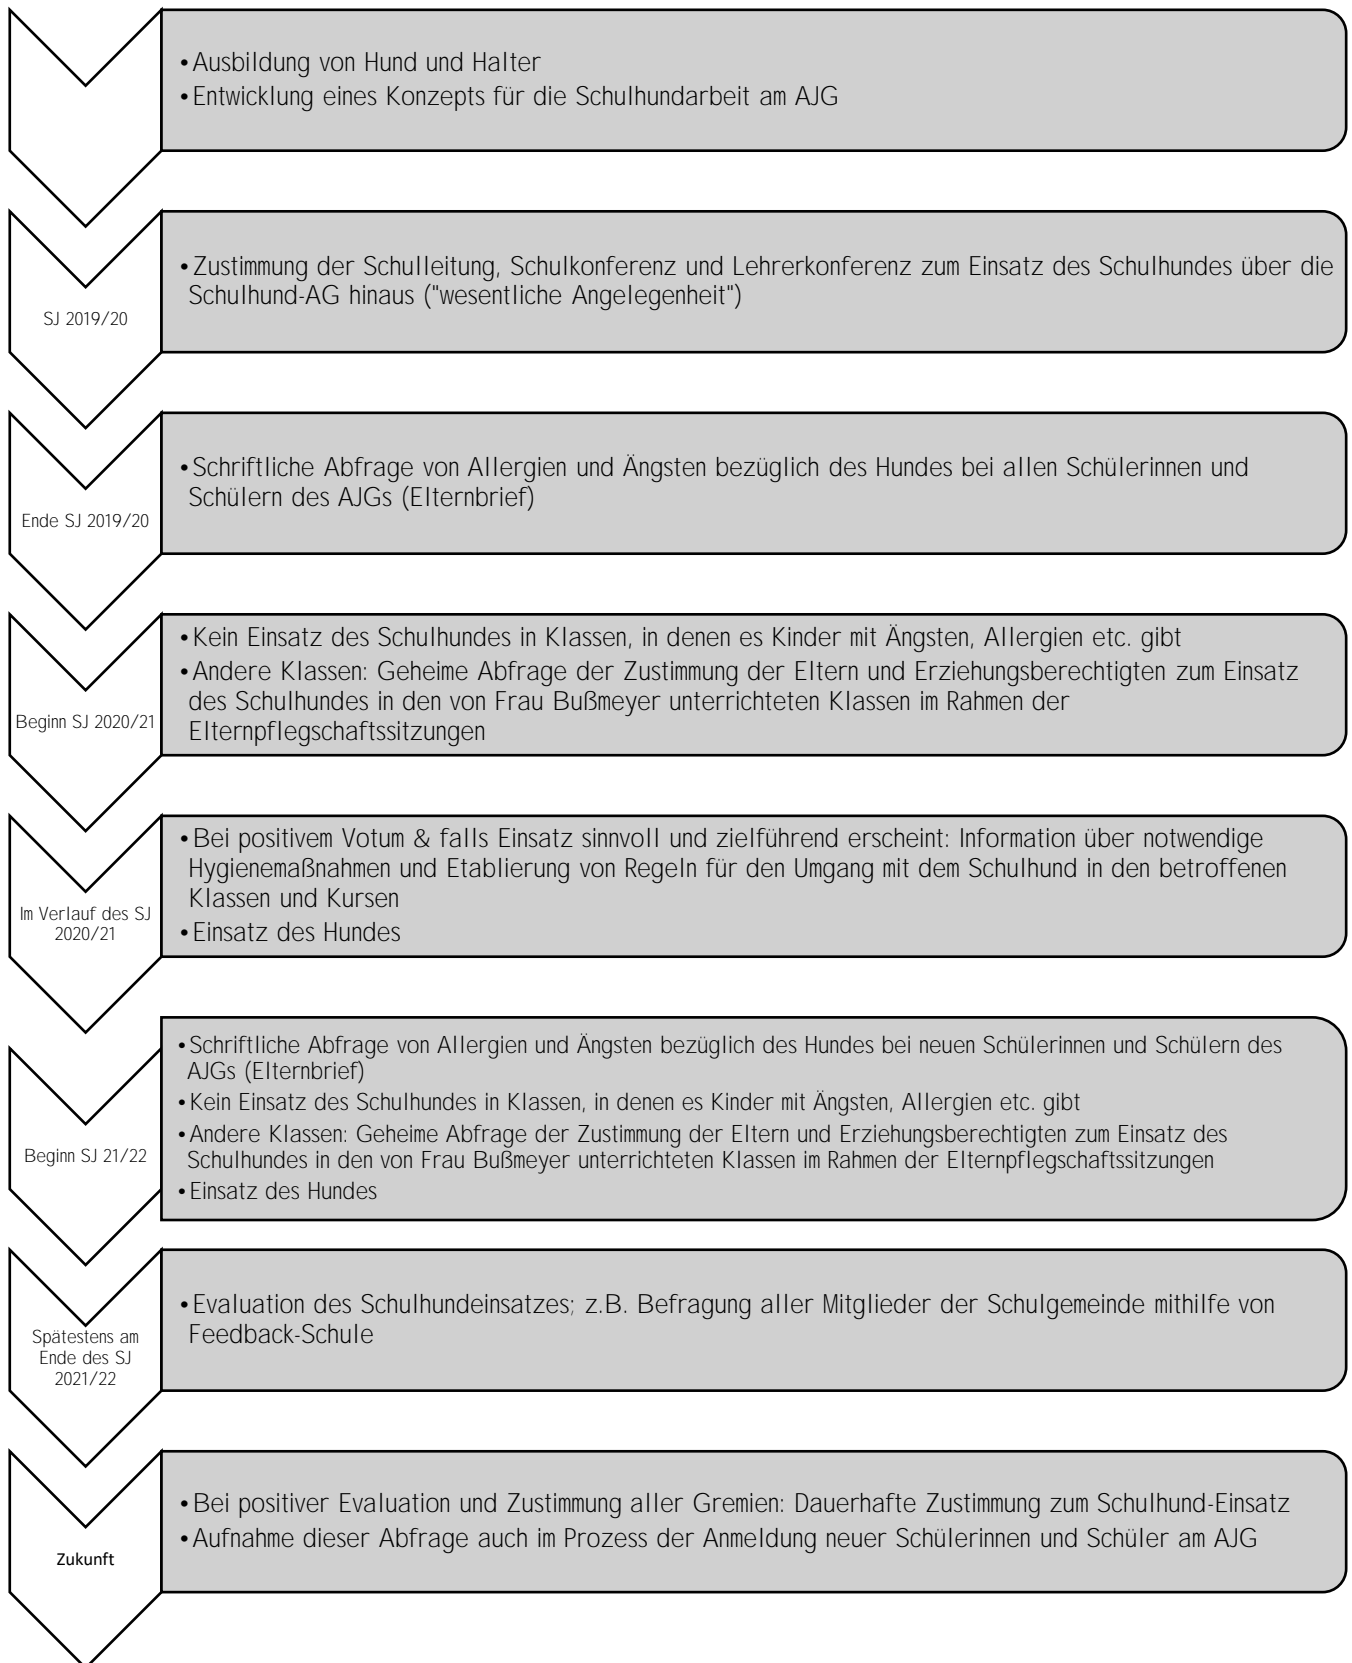 •Ausbildung von Hund und Halter
•Entwicklung eines Konzepts für die Schulhundarbeit am AJG
SJ 2019/20
•Zustimmung der Schulleitung, Schulkonferenz und Lehrerkonferenz zum Einsatz des Schulhundes über die
Schulhund-AG hinaus ("wesentliche Angelegenheit")
Ende SJ 2019/20
•Schriftliche Abfrage von Allergien und Ängsten bezüglich des Hundes bei allen Schülerinnen und
Schülern des AJGs (Elternbrief)
Beginn SJ 2020/21
•Kein Einsatz des Schulhundes in Klassen, in denen es Kinder mit Ängsten, Allergien etc. gibt
•Andere Klassen: Geheime Abfrage der Zustimmung der Eltern und Erziehungsberechtigten zum Einsatz
des Schulhundes in den von Frau Bußmeyer unterrichteten Klassen im Rahmen der
Elternpflegschaftssitzungen
Im Verlauf des SJ
2020/21
•Bei positivem Votum & falls Einsatz sinnvoll und zielführend erscheint: Information über notwendige
Hygienemaßnahmen und Etablierung von Regeln für den Umgang mit dem Schulhund in den betroffenen
Klassen und Kursen
•Einsatz des Hundes
Beginn SJ 21/22
•Schriftliche Abfrage von Allergien und Ängsten bezüglich des Hundes bei neuen Schülerinnen und Schülern des
AJGs (Elternbrief)
•Kein Einsatz des Schulhundes in Klassen, in denen es Kinder mit Ängsten, Allergien etc. gibt
•Andere Klassen: Geheime Abfrage der Zustimmung der Eltern und Erziehungsberechtigten zum Einsatz des
Schulhundes in den von Frau Bußmeyer unterrichteten Klassen im Rahmen der Elternpflegschaftssitzungen
•Einsatz des Hundes
Spätestens am
Ende des SJ
2021/22
•Evaluation des Schulhundeinsatzes; z.B. Befragung aller Mitglieder der Schulgemeinde mithilfe von
Feedback-Schule
Zukunft
•Bei positiver Evaluation und Zustimmung aller Gremien: Dauerhafte Zustimmung zum Schulhund-Einsatz
•Aufnahme dieser Abfrage auch im Prozess der Anmeldung neuer Schülerinnen und Schüler am AJG